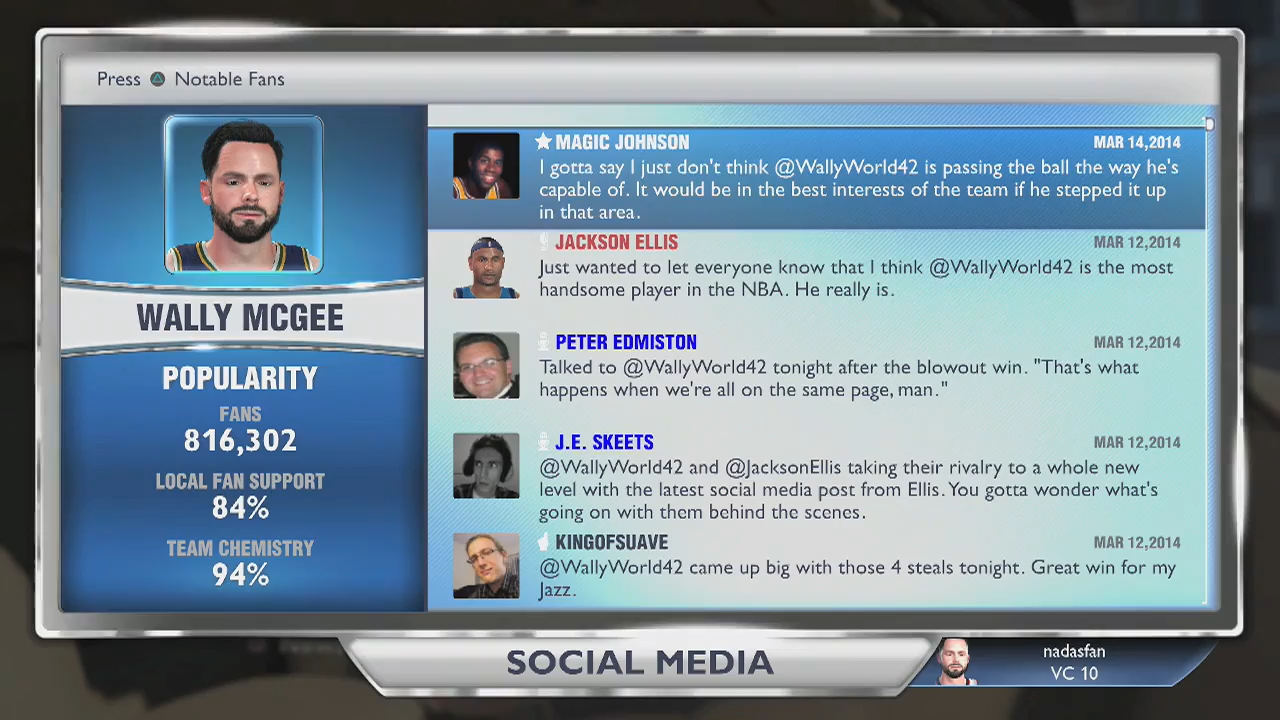 Press Notable Fans
WALLY MCGEE
POPULARITY
FANS
816,302
LOCAL FAN SUPPORT
84%
TEAM CHEMISTRY
94%
MAGIC JOHNSON MAR 14,2014
I gotta say I just don't think @WallyWorld42 is passing the ball the way he's
capable of. It would be in the best interests of the team if he stepped it up
in that area.
JACKSON ELLIS MAR 12,2014
Just wanted to let everyone know that I think @WallyWorld42 is the most
handsome player in the NBA. He really is.
PETER EDMISTON MAR 12,2014
Talked to @WallyWorld42 tonight after the blowout win. "That's what
happens when we're all on the same page, man."
J.E. SKEETS MAR 12,2014
@WallyWorld42 and @JacksonEllis taking their rivalry to a whole new
level with the latest social media post from Ellis. You gotta wonder what's
going on with them behind the scenes.
KINGOFSUAVE MAR 12,2014
@WallyWorld42 came up big with those 4 steals tonight. Great win for my
Jazz.
SOCIAL MEDIA
nadasfan
VC 10